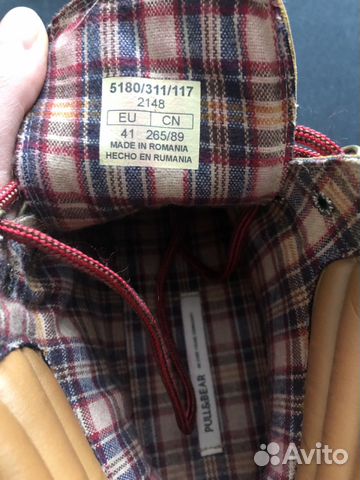 5180/311/117
2148
EU CN
41 265/89
MADE IN ROMANIA
HECHO EN RUMANIA
PULL&BEAR
Avito